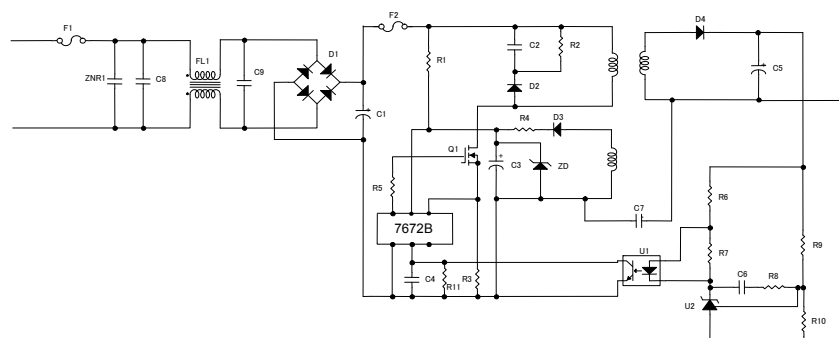 F1
F2
D4
FL1
D1
C2
R2
R1
C5
ZNR1
C8
C9
D2
C1
R4
D3
Q1
C3
ZD
R5
R6
C7
7672B
U1
R7
R9
C4
R11
R3
C6
R8
U2
R10